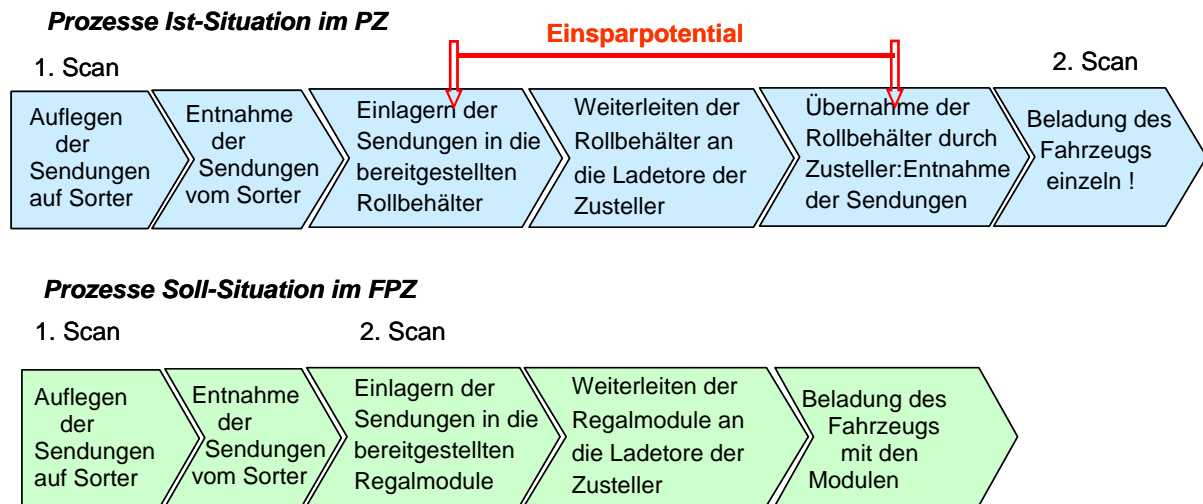 Prozesse Ist-Situation im PZ
Einsparpotential
1. Scan
2. Scan
Auflegen
der
Sendungen
auf Sorter
Entnahme
der
Sendungen
vom Sorter
Einlagern der
Sendungen in die
bereitgestellten
Rollbehälter
Weiterleiten der
Rollbehälter an
die Ladetore der
Zusteller
Übernahme der
Rollbehälter durch
Zusteller:Entnahme
der Sendungen
Beladung des
Fahrzeugs
einzeln !
Prozesse Soll-Situation im FPZ
1. Scan
2. Scan
Auflegen
der
Sendungen
auf Sorter
Entnahme
der
Sendungen
vom Sorter
Einlagern der
Sendungen in die
bereitgestellten
Regalmodule
Weiterleiten der
Regalmodule an
die Ladetore der
Zusteller
Beladung des
Fahrzeugs
mit den
Modulen